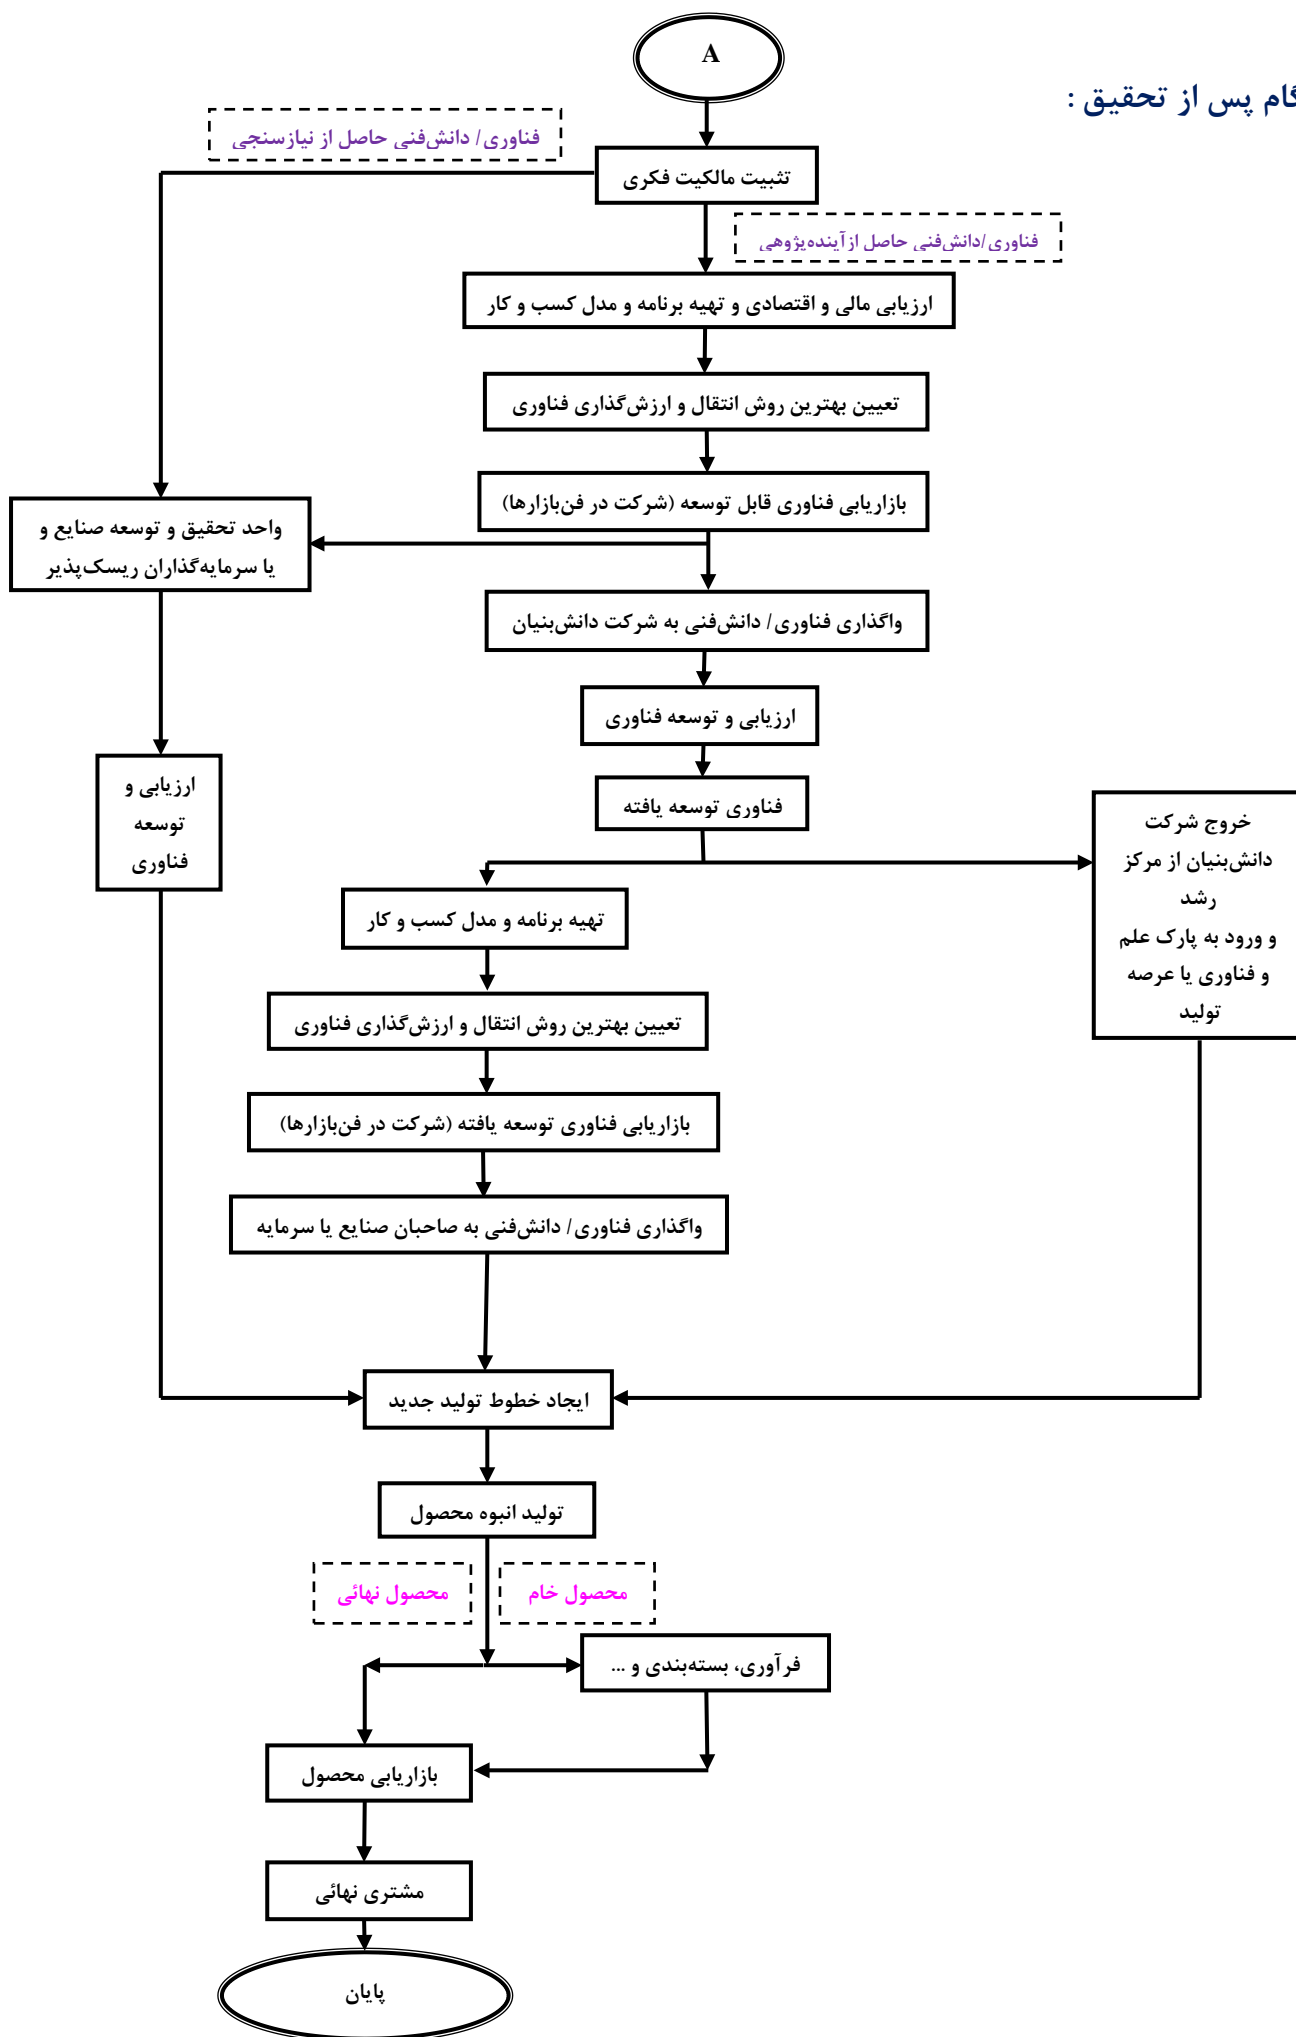 A
گام پس از تحقیق :
فناوری/ دانش‌فنی حاصل از نیازسنجی
تثبیت مالکیت فکری
فناوری/دانش‌فنی حاصل ازآینده‌پژوهی
ارزیابی مالی و اقتصادی و تهیه برنامه و مدل کسب و کار
تعیین بهترین روش انتقال و ارزش‌گذاری فناوری
بازاریابی فناوری قابل توسعه (شرکت در فن‌بازارها)
واحد تحقیق و توسعه صنایع و
یا سرمایه‌گذاران ریسک‌پذیر
واگذاری فناوری/ دانش‌فنی به شرکت دانش‌بنیان
ارزیابی و توسعه فناوری
ارزیابی و
توسعه
فناوری
فناوری توسعه یافته
خروج شرکت
دانش‌بنیان از مرکز
رشد
و ورود به پارک علم
و فناوری یا عرصه
تولید
تهیه برنامه و مدل کسب و کار
تعیین بهترین روش انتقال و ارزش‌گذاری فناوری
بازاریابی فناوری توسعه یافته (شرکت در فن‌بازارها)
واگذاری فناوری/ دانش‌فنی به صاحبان صنایع یا سرمایه
ایجاد خطوط تولید جدید
تولید انبوه محصول
محصول خام
محصول نهائی
فرآوری، بسته‌بندی و ...
بازاریابی محصول
مشتری نهائی
پایان